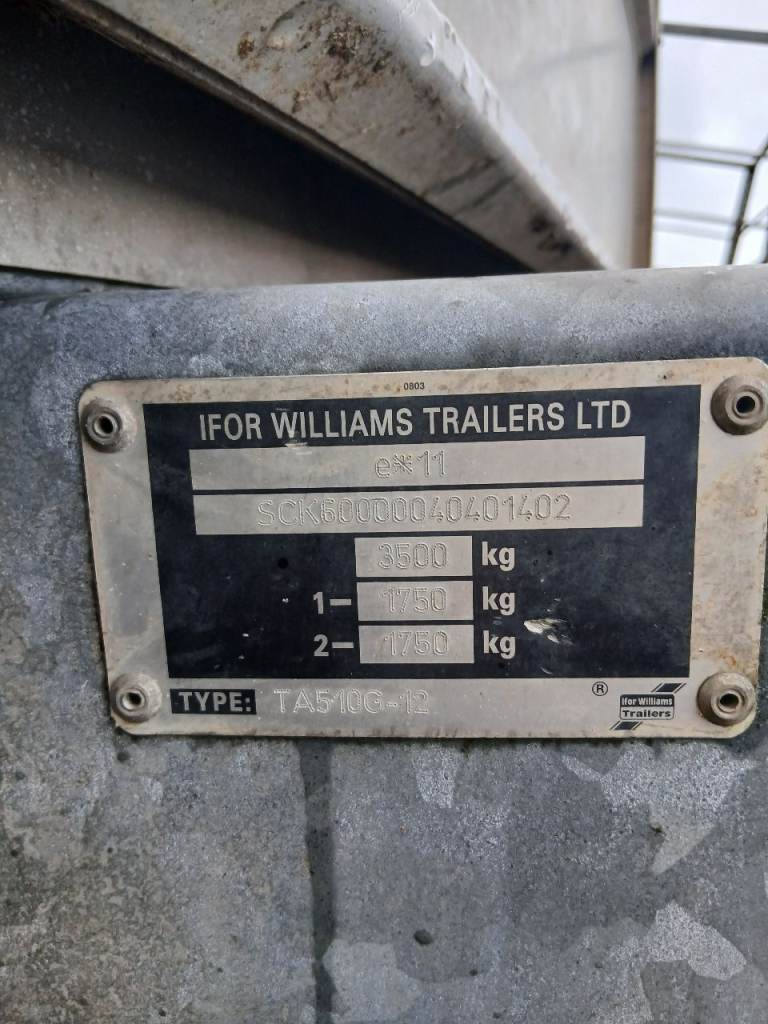 0803
IFOR WILLIAMS TRAILERS LTD
e*11
SCK60000040401402
3500 kg
1- 1750 kg
2- 1750 kg
TYPE: TA510G-12 ®
Ifor Williams
Trailers